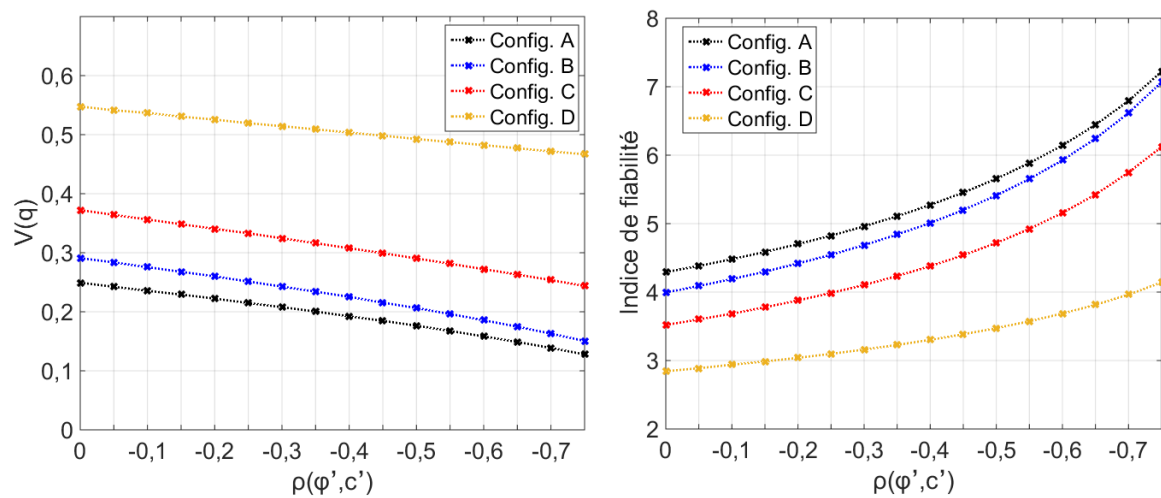 Config. A
Config. B
Config. C
Config. D
0,6
0,5
0,4
0,3
0,2
0,1
0
V(q)
0 -0,1 -0,2 -0,3 -0,4 -0,5 -0,6 -0,7
ρ(φ’,c’)
Config. A
Config. B
Config. C
Config. D
8
7
6
5
4
3
2
Indice de fiabilité
0 -0,1 -0,2 -0,3 -0,4 -0,5 -0,6 -0,7
ρ(φ’,c’)